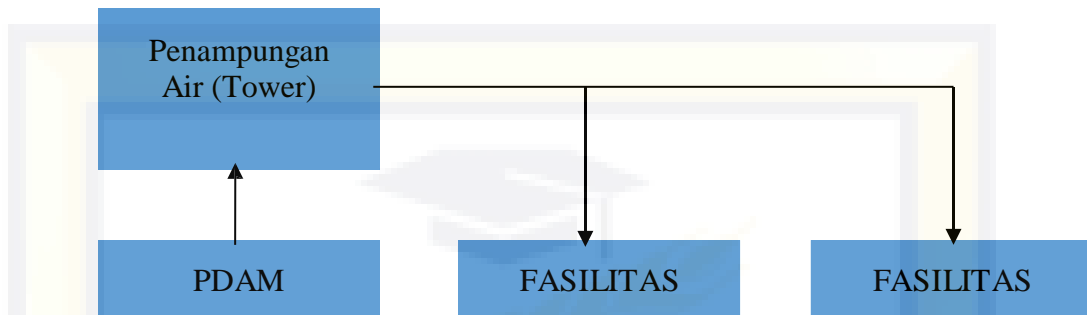 Penampungan
Air (Tower)
PDAM
FASILITAS
FASILITAS